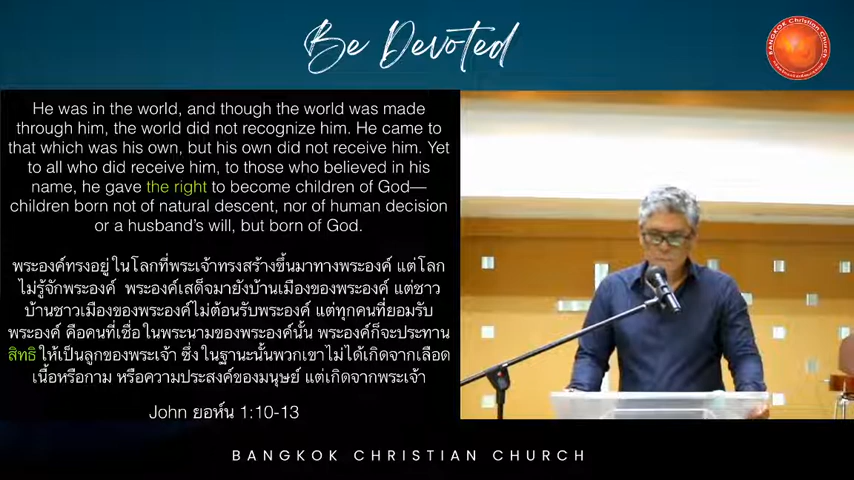 Be Devoted
BANGKOK Christian Church
He was in the world, and though the world was made
through him, the world did not recognize him. He came to
that which was his own, but his own did not receive him. Yet
to all who did receive him, to those who believed in his
name, he gave the right to become children of God—
children born not of natural descent, nor of human decision
or a husband's will, but born of God.
พระองค์ทรงอยู่ในโลกที่พระเจ้าทรงสร้างขึ้นมาทางพระองค์ แต่โลก
ไม่รู้จักพระองค์ พระองค์เสด็จมายังบ้านเมืองของพระองค์ แต่ชาว
บ้านชาวเมืองของพระองค์ไม่ต้อนรับพระองค์ แต่ทุกคนที่ยอมรับ
พระองค์ คือคนที่เชื่อในพระนามของพระองค์นั้น พระองค์ก็จะประทาน
สิทธิให้เป็นลูกของพระเจ้า ซึ่งในฐานะนั้นพวกเขาไม่ได้เกิดจากเลือด
เนื้อหรือกาม หรือความประสงค์ของมนุษย์ แต่เกิดจากพระเจ้า
John ยอห์น 1:10-13
BANGKOK CHRISTIAN CHURCH